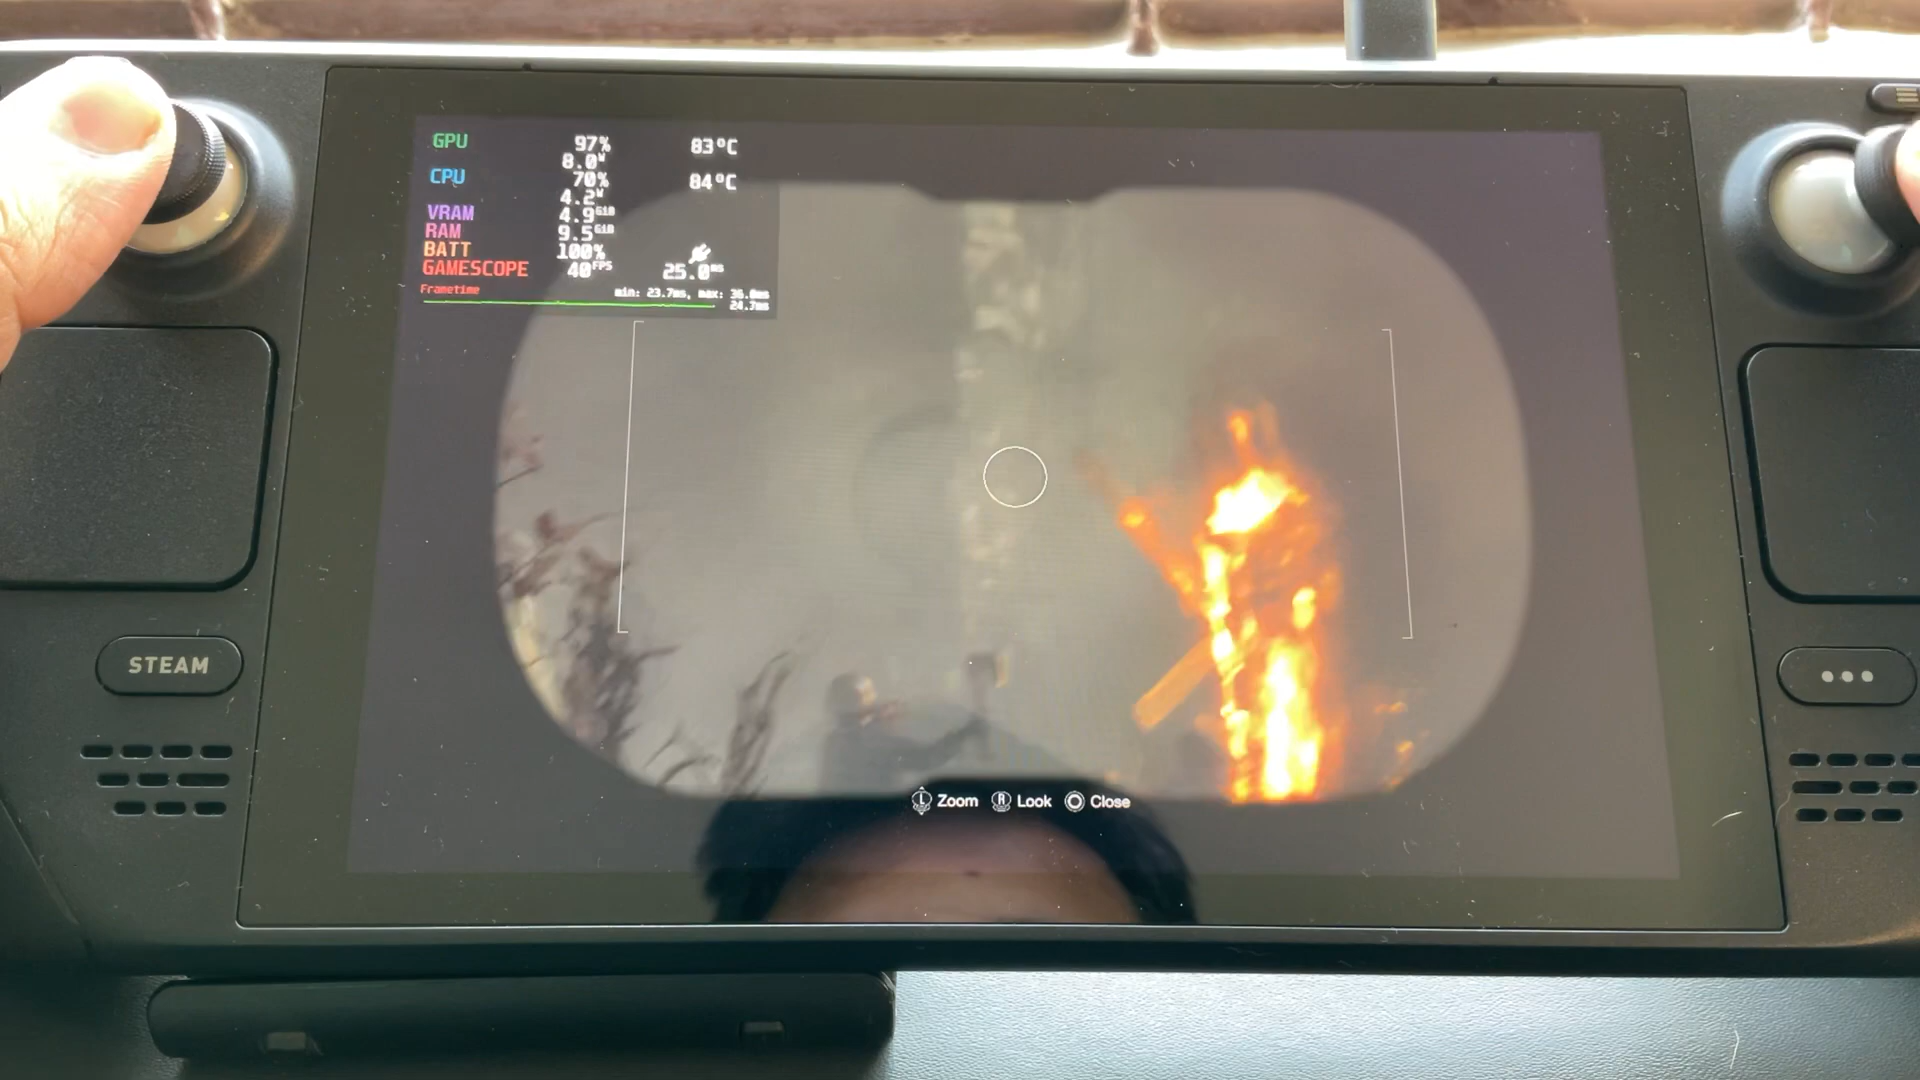 GPU 97% 83°C
8.0W
CPU 70% 84°C
4.2W
VRAM 4.9GiB
RAM 9.5GiB
BATT 100%
GAMESCOPE 40FPS 25.0ms
Frametime min: 23.7ms, max: 36.0ms
24.7ms
STEAM
L Zoom R Look Close